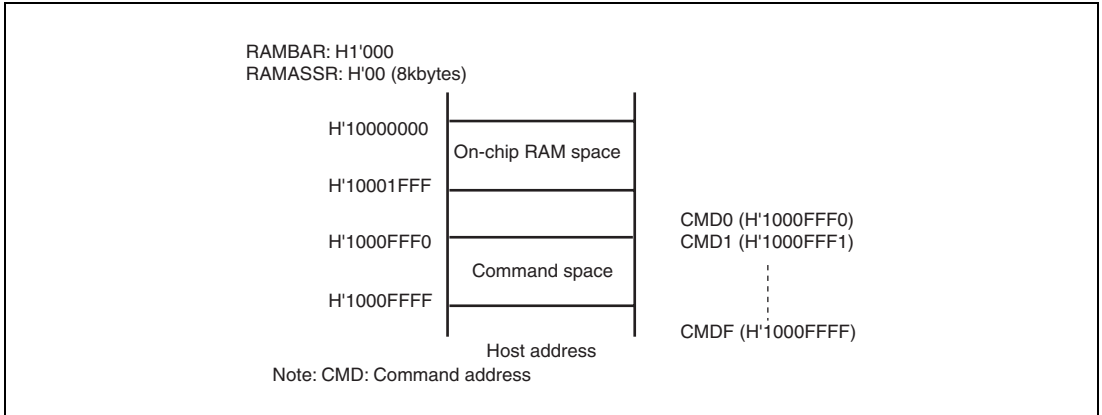 RAMBAR: H1'000
RAMASSR: H'00 (8kbytes)
H'10000000
On-chip RAM space
H'10001FFF
CMD0 (H'1000FFF0)
H'1000FFF0
CMD1 (H'1000FFF1)
Command space
H'1000FFFF
CMDF (H'1000FFFF)
Host address
Note: CMD: Command address